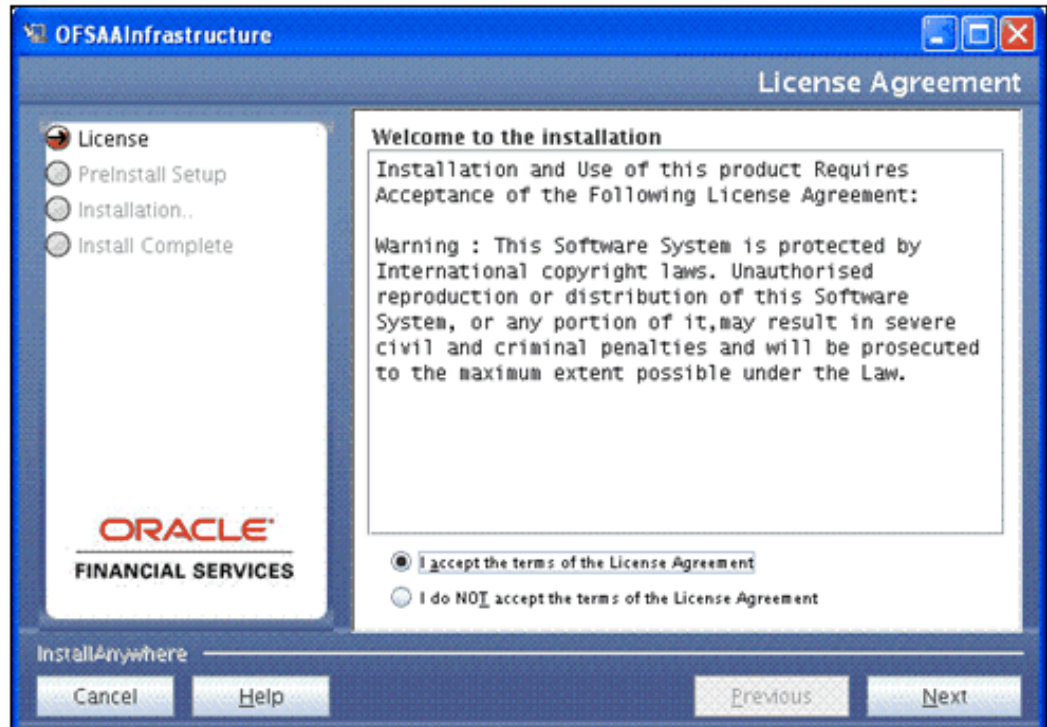 OFSAAInfrastructure
License Agreement
License
PreInstall Setup
Installation..
Install Complete
ORACLE
FINANCIAL SERVICES
Welcome to the installation
Installation and Use of this product Requires
Acceptance of the Following License Agreement:
Warning : This Software System is protected by
International copyright laws. Unauthorised
reproduction or distribution of this Software
System, or any portion of it,may result in severe
civil and criminal penalties and will be prosecuted
to the maximum extent possible under the Law.
I accept the terms of the License Agreement
I do NOT accept the terms of the License Agreement
InstallAnywhere
Cancel
Help
Previous
Next